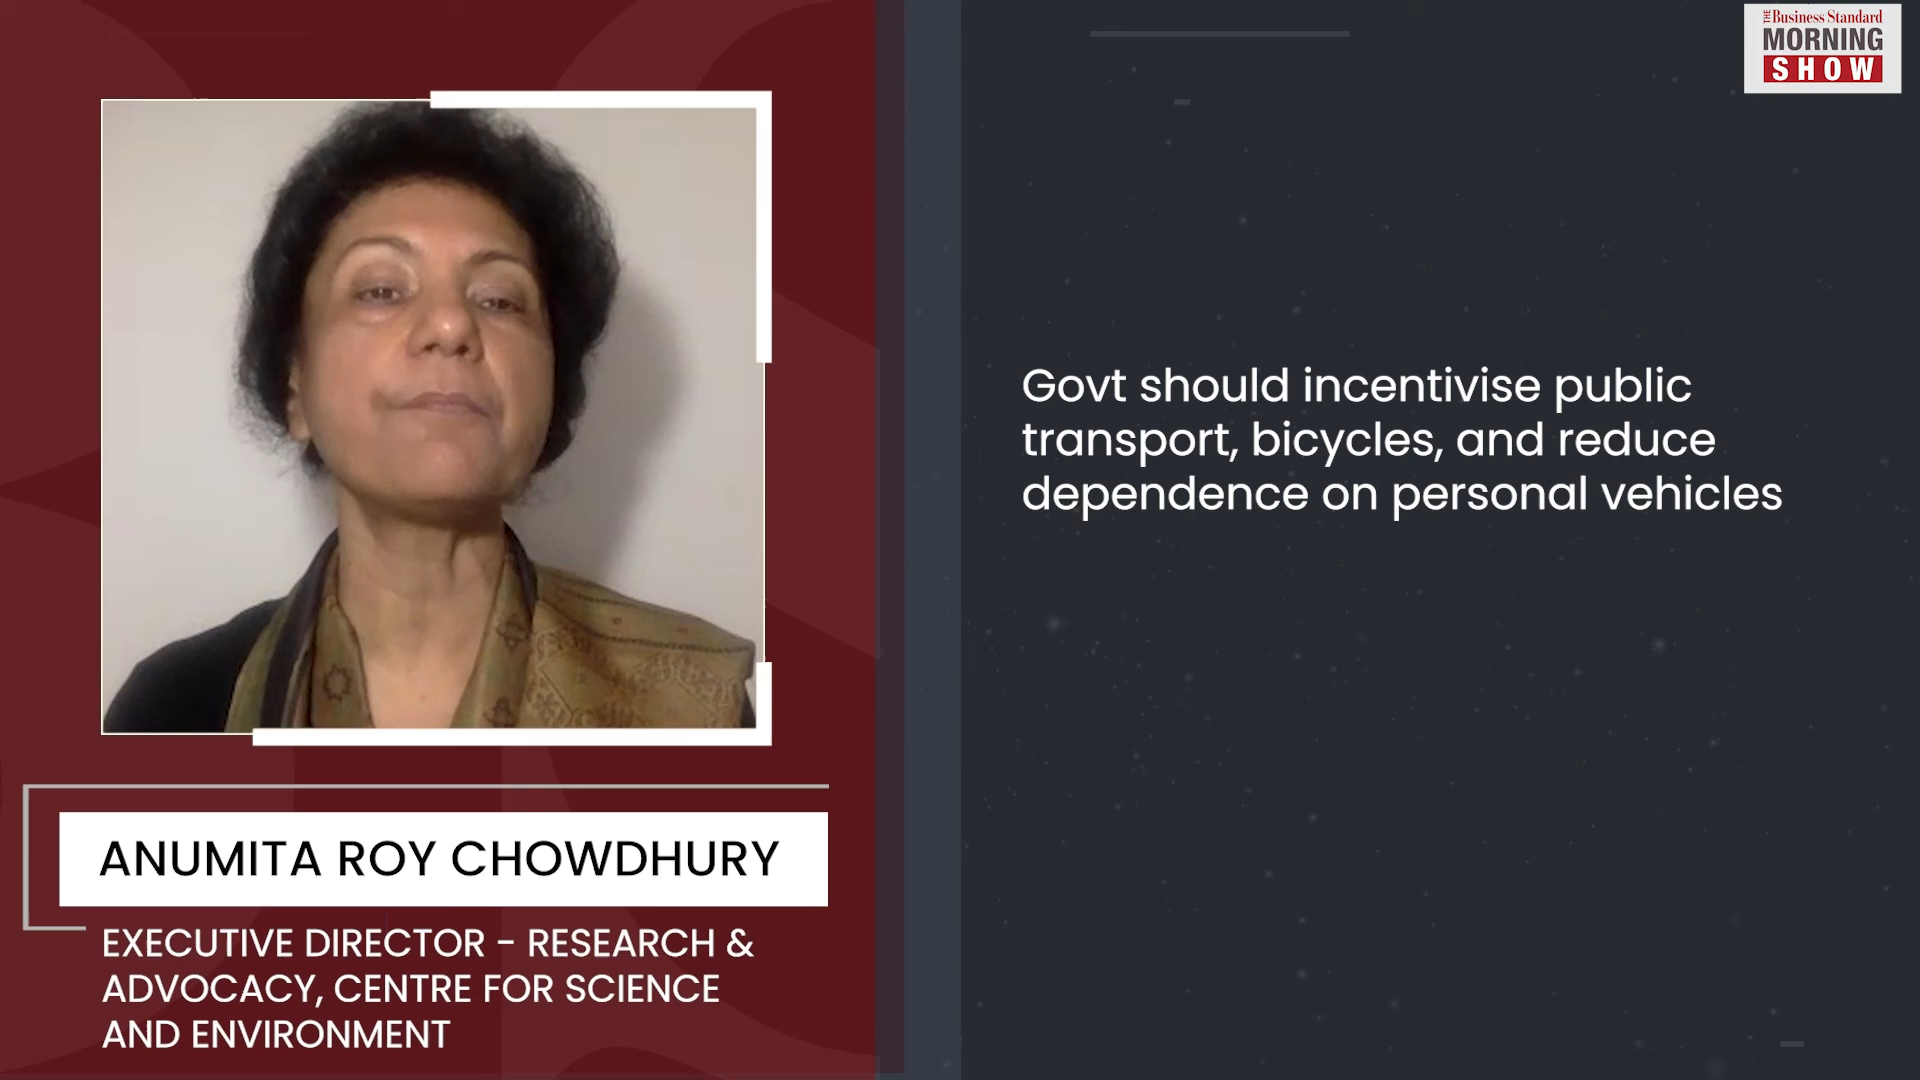 THE Business Standard
MORNING
SHOW
Govt should incentivise public
transport, bicycles, and reduce
dependence on personal vehicles
ANUMITA ROY CHOWDHURY
EXECUTIVE DIRECTOR - RESEARCH &
ADVOCACY, CENTRE FOR SCIENCE
AND ENVIRONMENT